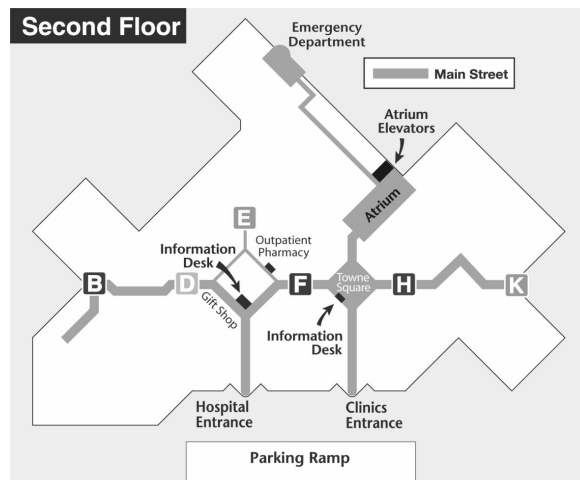 Second Floor
Emergency
Department
Main Street
Atrium
Elevators
Atrium
E
Information
Desk
Outpatient
Pharmacy
B
D
Gift Shop
F
Towne
Square
H
K
Information
Desk
Hospital
Entrance
Clinics
Entrance
Parking Ramp